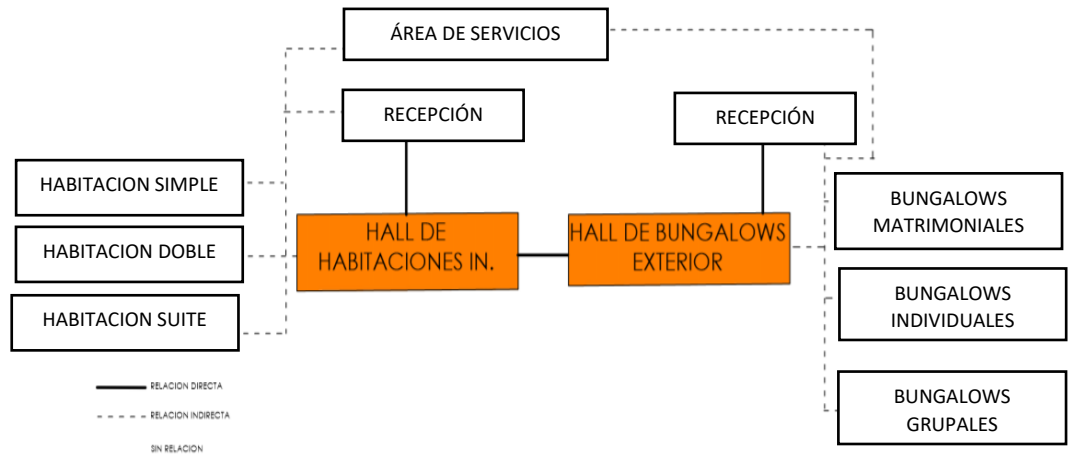 ÁREA DE SERVICIOS
RECEPCIÓN
RECEPCIÓN
HABITACION SIMPLE
HABITACION DOBLE
HABITACION SUITE
HALL DE
HABITACIONES IN.
HALL DE BUNGALOWS
EXTERIOR
BUNGALOWS
MATRIMONIALES
BUNGALOWS
INDIVIDUALES
BUNGALOWS
GRUPALES
RELACION DIRECTA
RELACION INDIRECTA
SIN RELACION